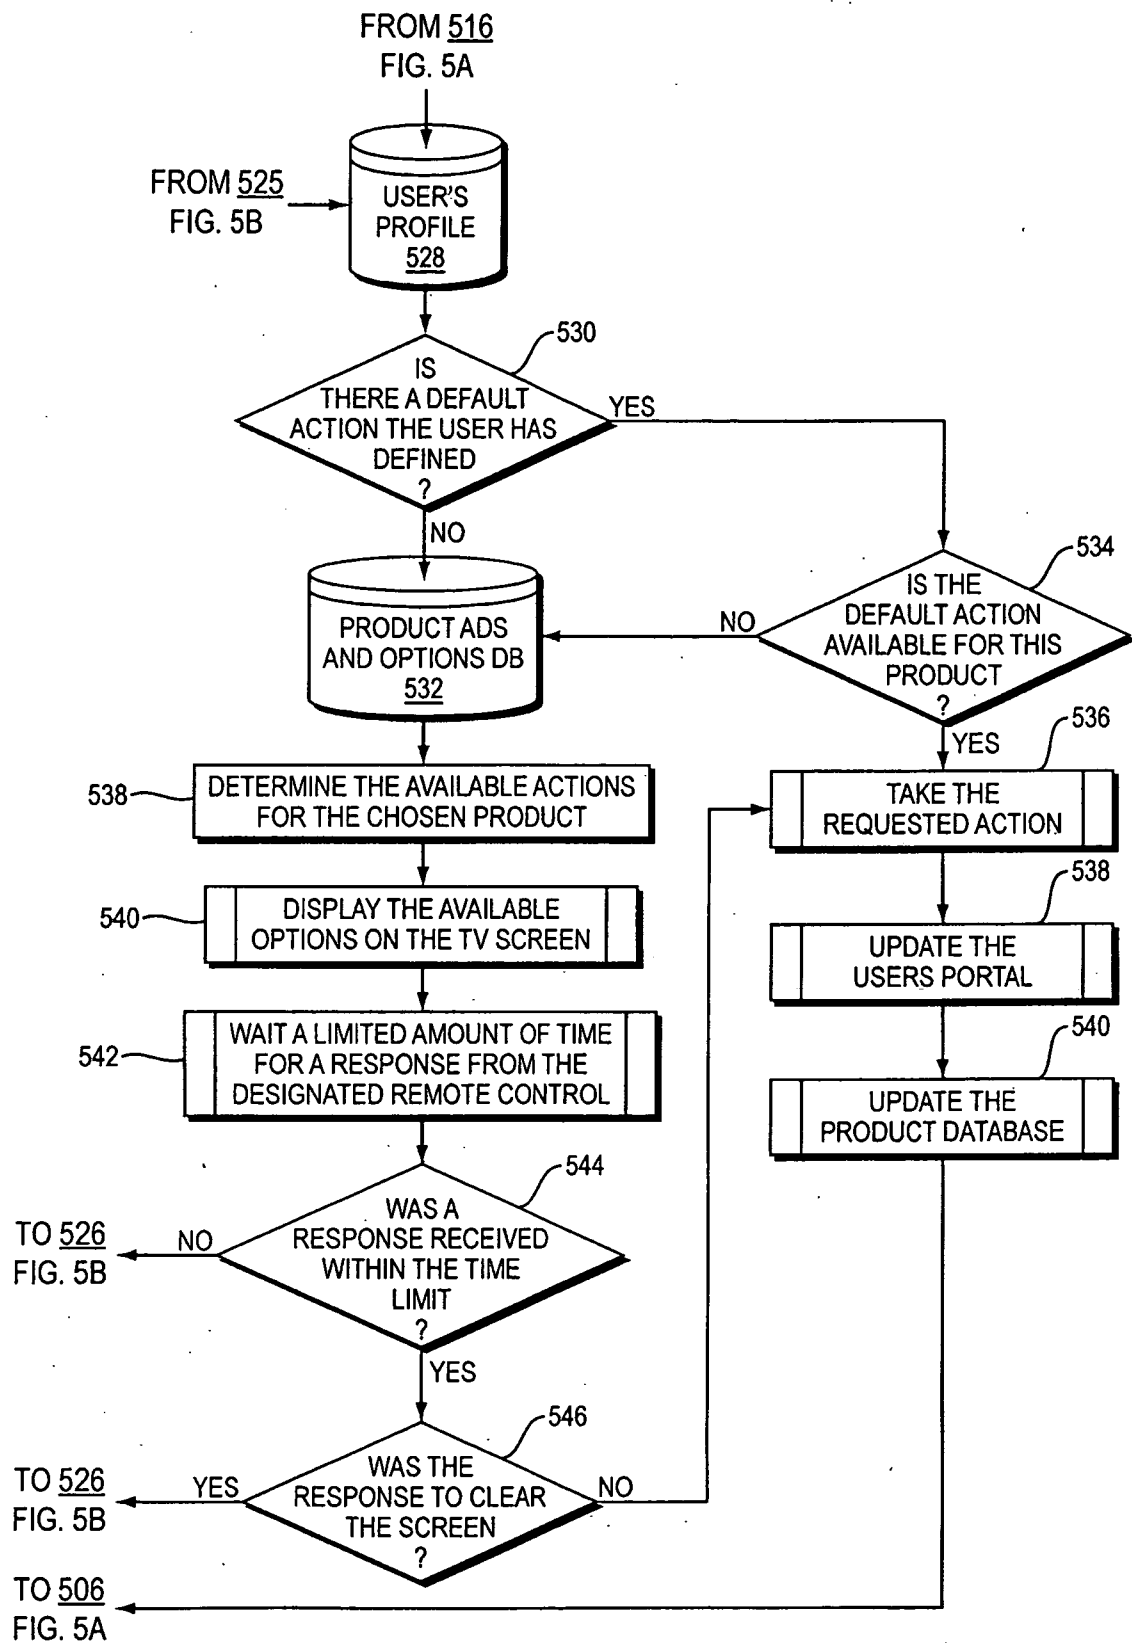 FROM 516
FIG. 5A
FROM 525
FIG. 5B
USER'S
PROFILE
528
530
IS
THERE A DEFAULT
ACTION THE USER HAS
DEFINED
?
YES
NO
534
IS THE
DEFAULT ACTION
AVAILABLE FOR THIS
PRODUCT
?
NO
YES
PRODUCT ADS
AND OPTIONS DB
532
536
TAKE THE
REQUESTED ACTION
538
DETERMINE THE AVAILABLE ACTIONS
FOR THE CHOSEN PRODUCT
538
UPDATE THE
USERS PORTAL
540
DISPLAY THE AVAILABLE
OPTIONS ON THE TV SCREEN
540
UPDATE THE
PRODUCT DATABASE
542
WAIT A LIMITED AMOUNT OF TIME
FOR A RESPONSE FROM THE
DESIGNATED REMOTE CONTROL
544
WAS A
RESPONSE RECEIVED
WITHIN THE TIME
LIMIT
?
NO
TO 526
FIG. 5B
YES
546
WAS THE
RESPONSE TO CLEAR
THE SCREEN
?
YES
NO
TO 526
FIG. 5B
TO 506
FIG. 5A